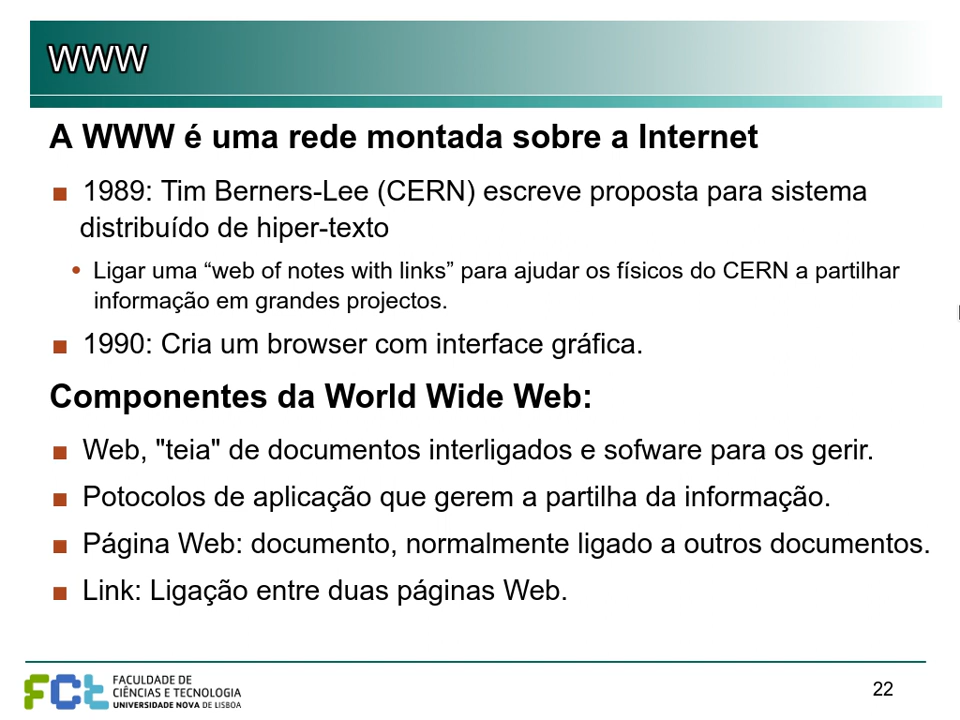 WWW
A WWW é uma rede montada sobre a Internet
1989: Tim Berners-Lee (CERN) escreve proposta para sistema
distribuído de hiper-texto
Ligar uma “web of notes with links” para ajudar os físicos do CERN a partilhar
informação em grandes projectos.
1990: Cria um browser com interface gráfica.
Componentes da World Wide Web:
Web, "teia" de documentos interligados e sofware para os gerir.
Potocolos de aplicação que gerem a partilha da informação.
Página Web: documento, normalmente ligado a outros documentos.
Link: Ligação entre duas páginas Web.
FCt
FACULDADE DE
CIÊNCIAS E TECNOLOGIA
UNIVERSIDADE NOVA DE LISBOA
22